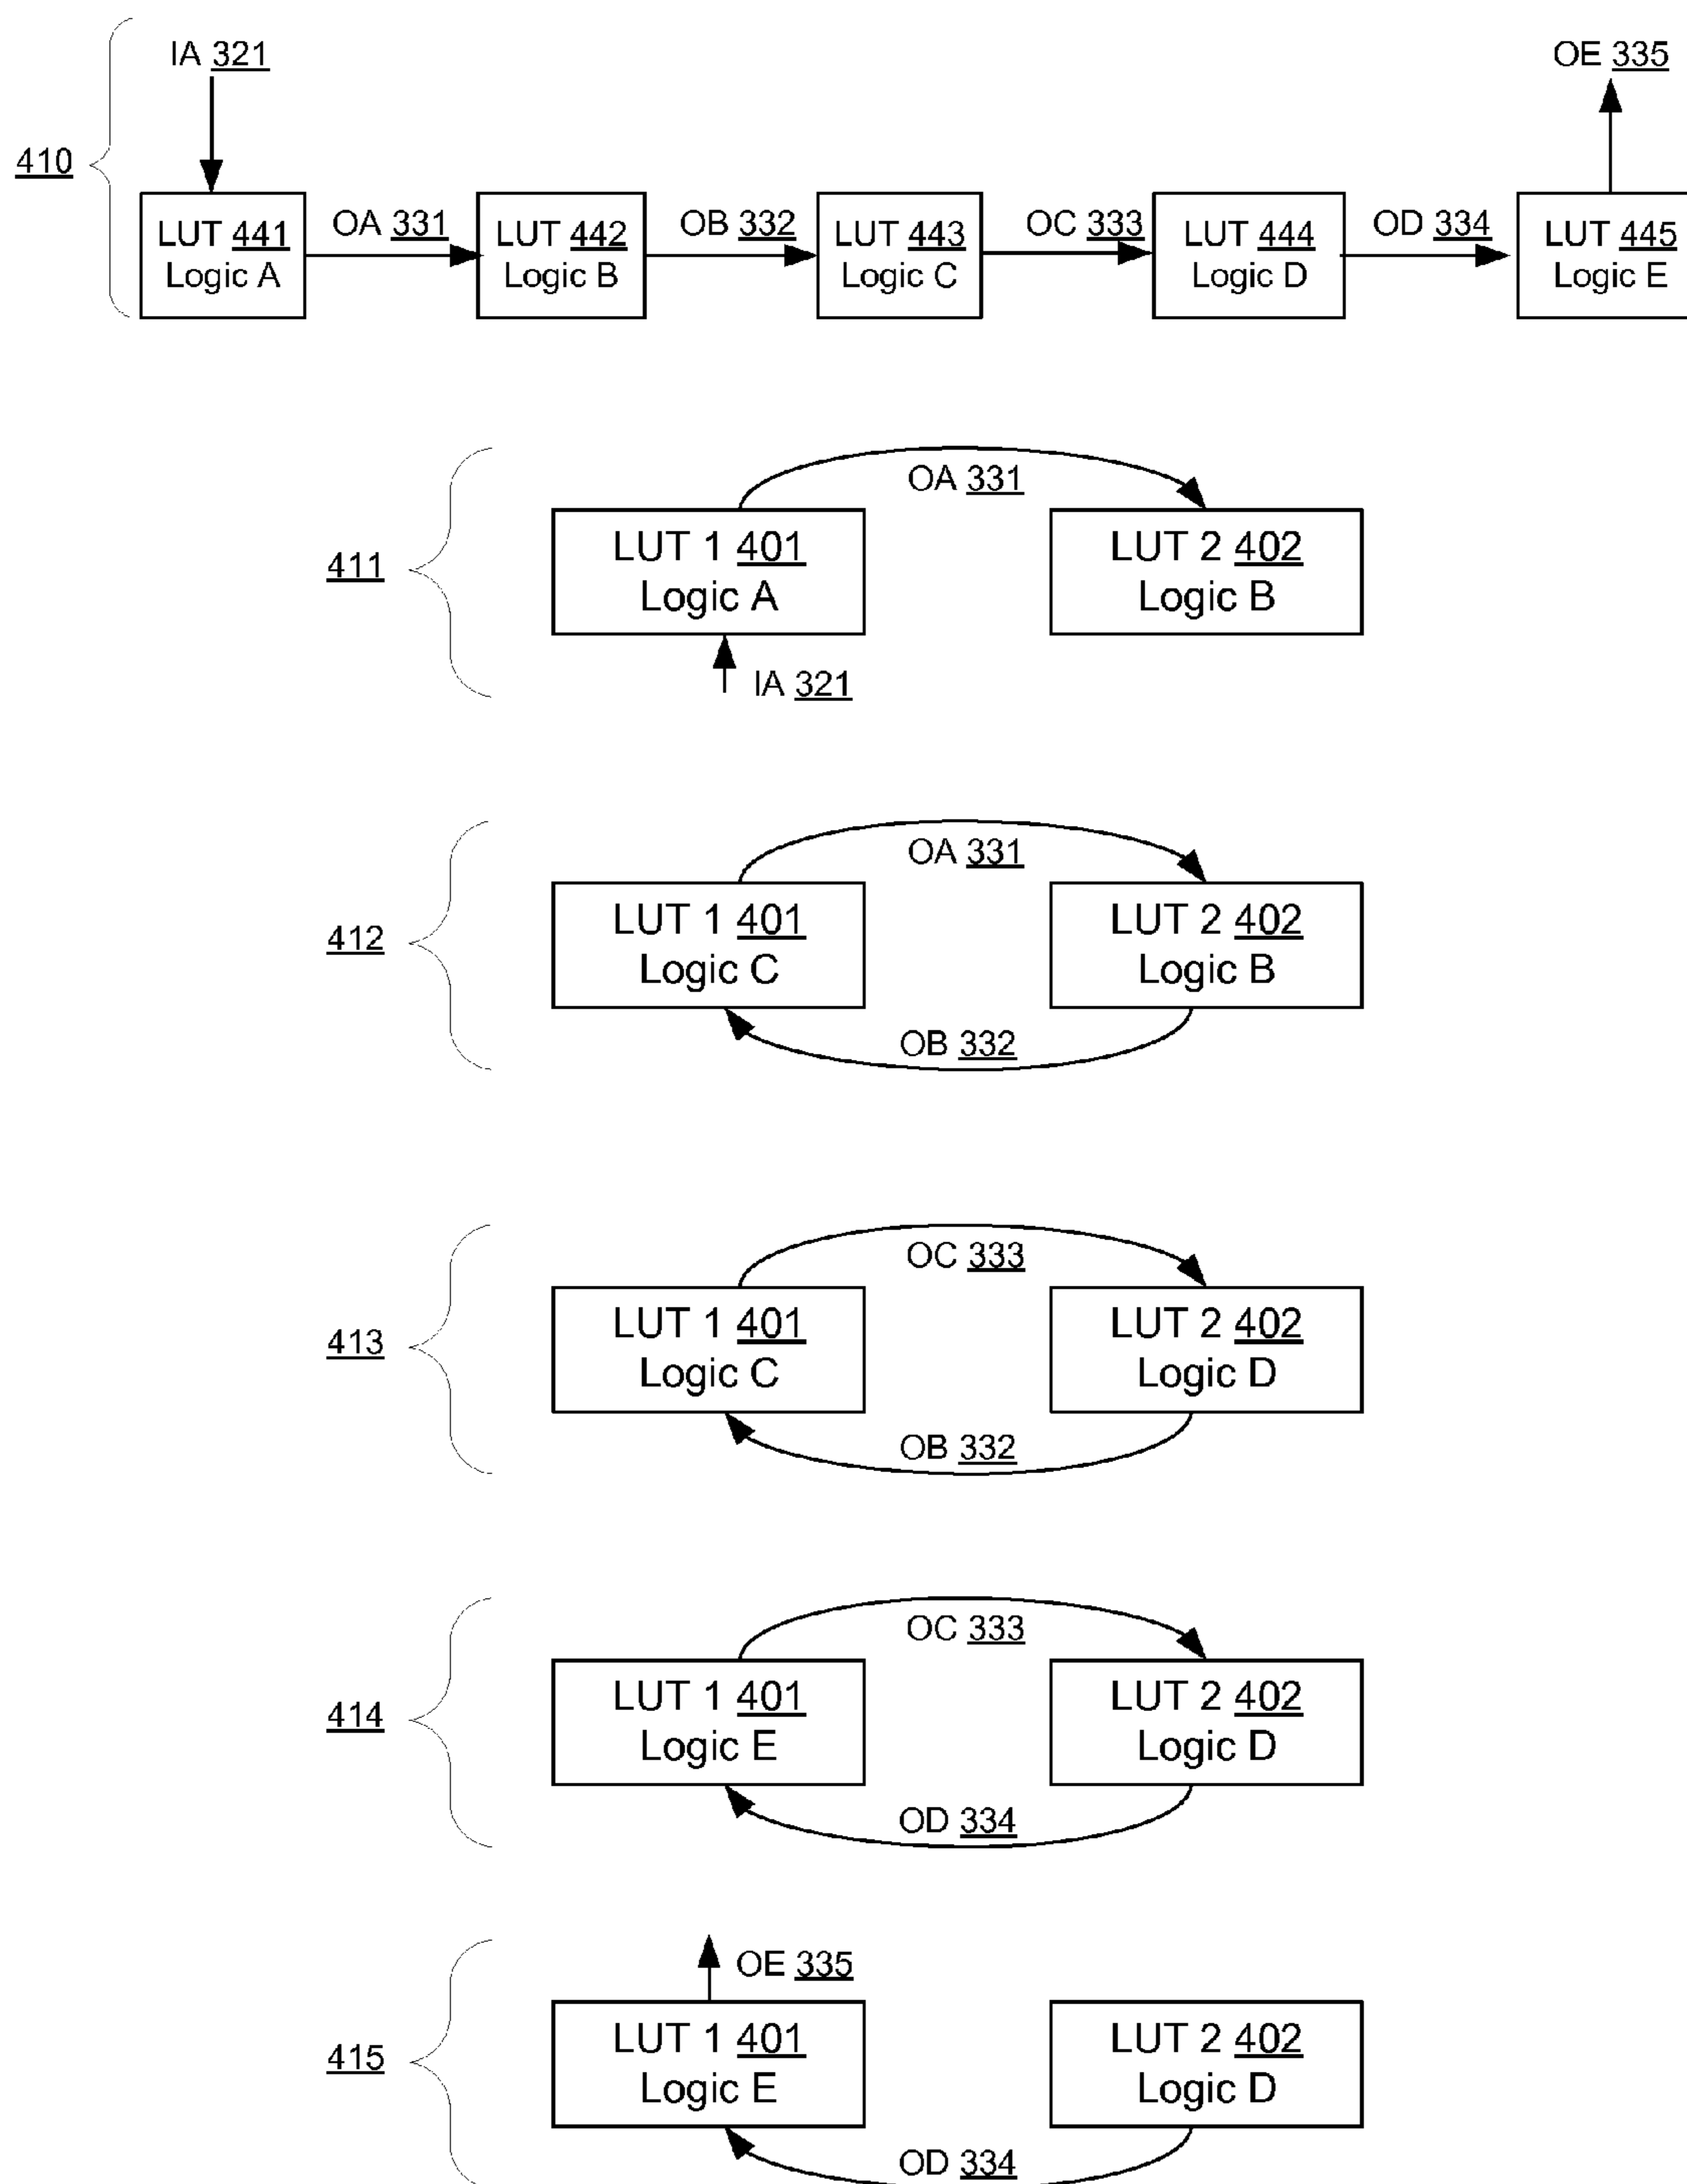 IA 321
OE 335
410
LUT 441
Logic A
OA 331
LUT 442
Logic B
OB 332
LUT 443
Logic C
OC 333
LUT 444
Logic D
OD 334
LUT 445
Logic E
411
OA 331
LUT 1 401
Logic A
LUT 2 402
Logic B
IA 321
412
OA 331
LUT 1 401
Logic C
LUT 2 402
Logic B
OB 332
413
OC 333
LUT 1 401
Logic C
LUT 2 402
Logic D
OB 332
414
OC 333
LUT 1 401
Logic E
LUT 2 402
Logic D
OD 334
415
OE 335
LUT 1 401
Logic E
LUT 2 402
Logic D
OD 334